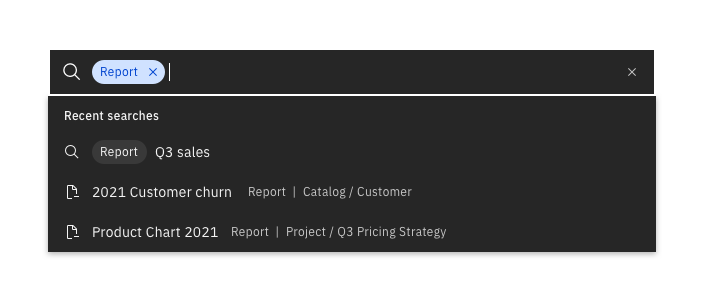 Report
Recent searches
Report Q3 sales
2021 Customer churn Report | Catalog / Customer
Product Chart 2021 Report | Project / Q3 Pricing Strategy